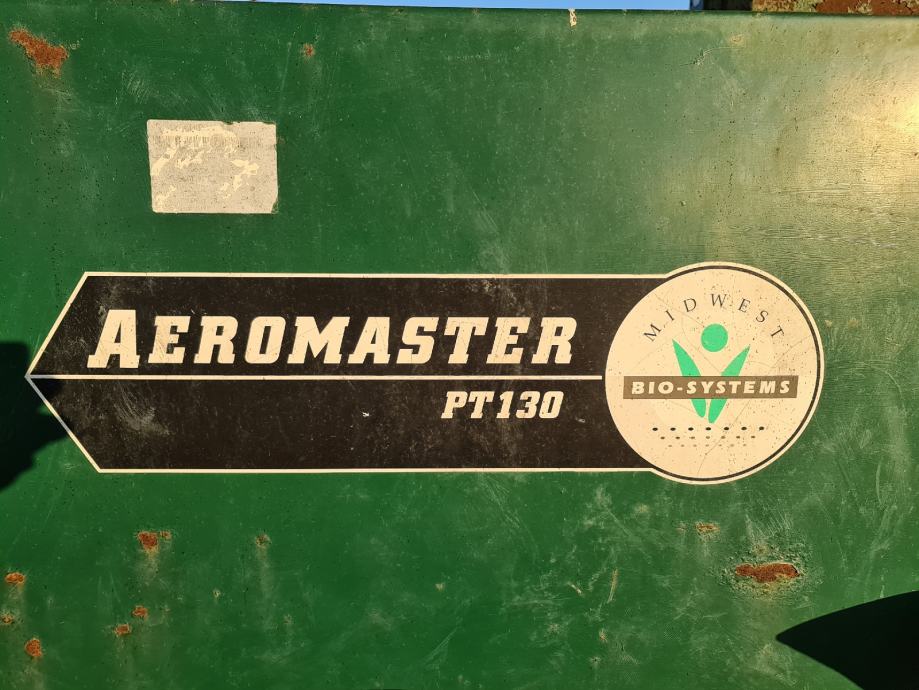 AEROMASTER
PT130
MIDWEST
BIO-SYSTEMS